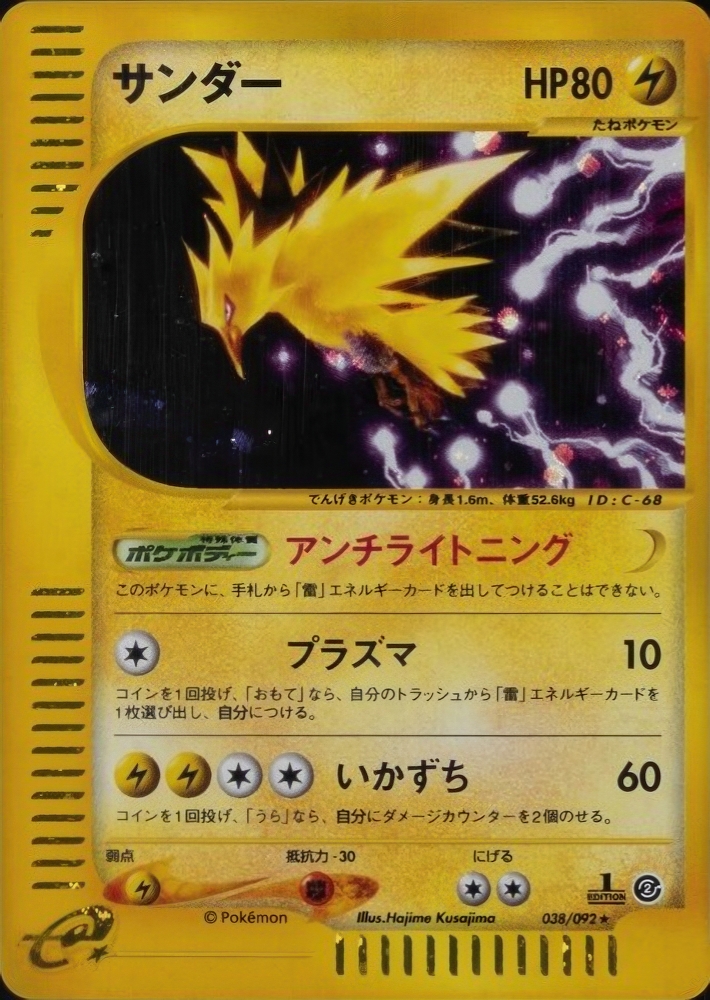 サンダー
HP80
たねポケモン
でんげきポケモン：身長1.6m、体重52.6kg ID:C-68
特殊体質
ポケボディー
アンチライトニング
このポケモンに、手札から「雷」エネルギーカードを出してつけることはできない。
プラズマ 10
コインを1回投げ、「おもて」なら、自分のトラッシュから「雷」エネルギーカードを
1枚選び出し、自分につける。
いかずち 60
コインを1回投げ、「うら」なら、自分にダメージカウンターを2個のせる。
弱点 抵抗力 -30 にげる
1 EDITION 2
© Pokémon Illus.Hajime Kusajima 038/092★